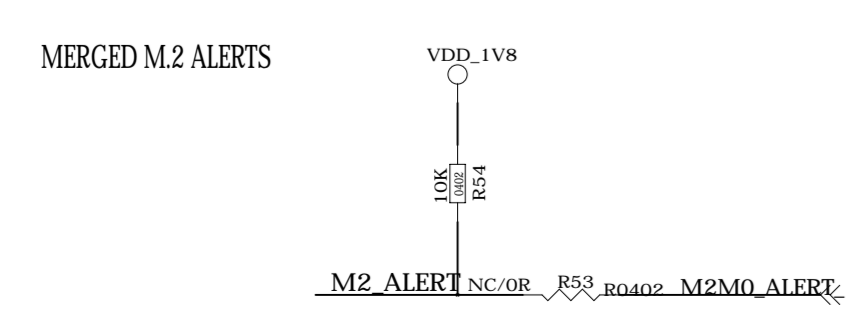 MERGED M.2 ALERTS
VDD_1V8
10K
0402
R54
M2_ALERT NC/0R R53 R0402 M2M0_ALERT